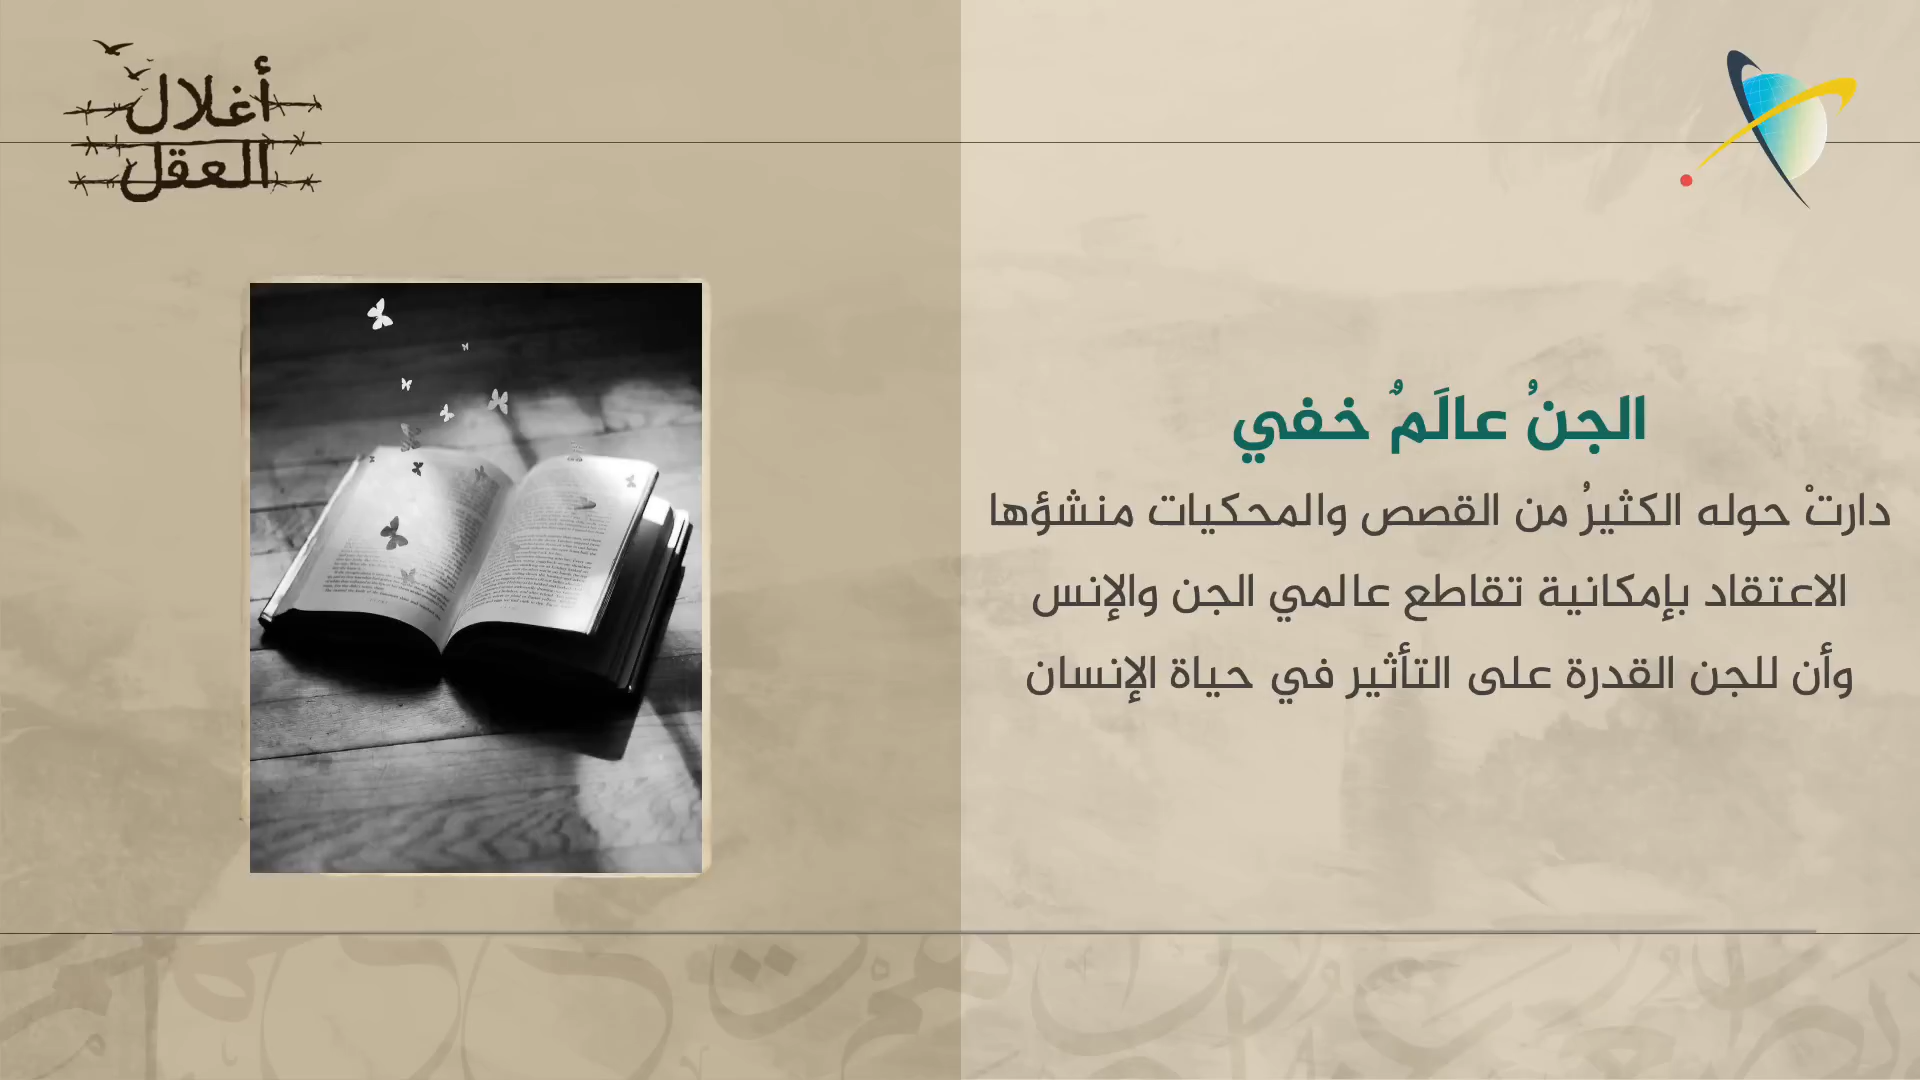 أغلال
العقل
الجنُ عالَمٌ خفي
دارتْ حوله الكثيرُ من القصص والمحكيات منشؤها
الاعتقاد بإمكانية تقاطع عالمي الجن والإنس
وأن للجن القدرة على التأثير في حياة الإنسان